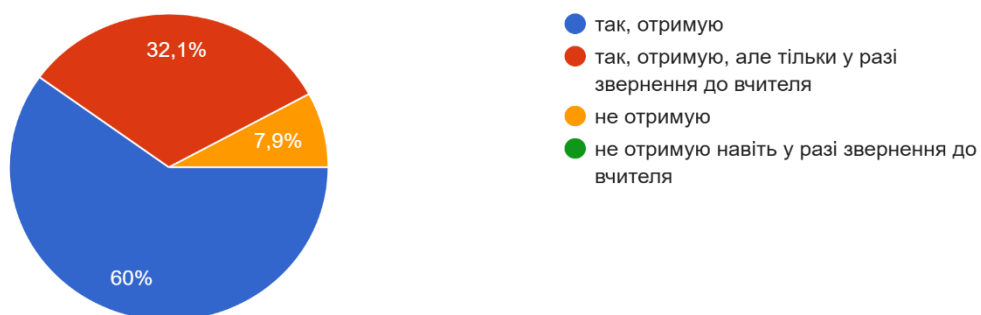 32,1%
7,9%
60%
так, отримую
так, отримую, але тільки у разі
звернення до вчителя
не отримую
не отримую навіть у разі звернення до
вчителя